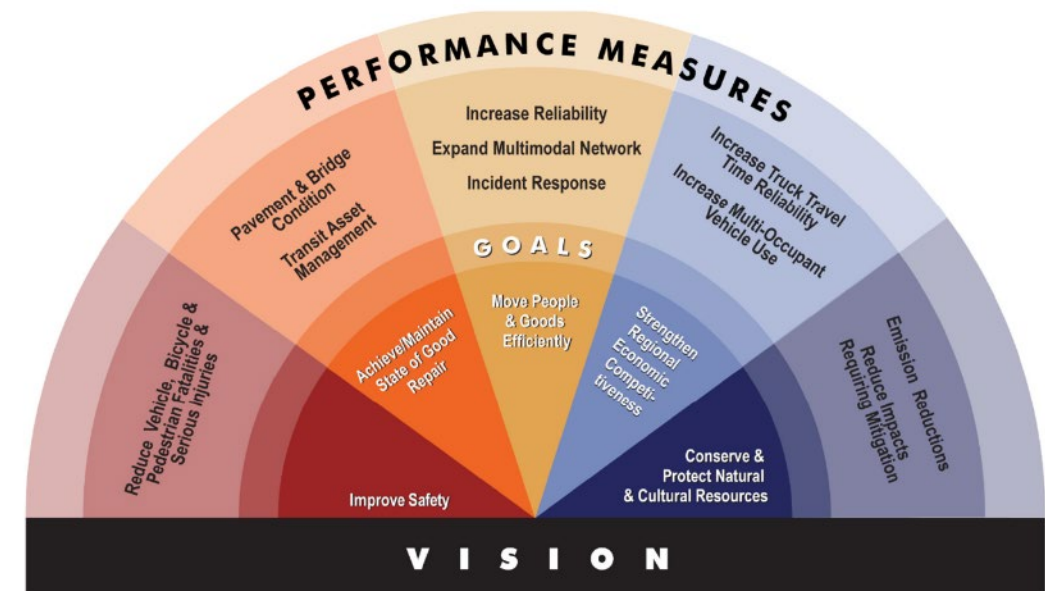 PERFORMANCE MEASURES
Reduce Vehicle, Bicycle &
Pedestrian Fatalities &
Serious Injuries
Pavement & Bridge
Condition
Transit Asset
Management
Increase Reliability
Expand Multimodal Network
Incident Response
Increase Truck Travel
Time Reliability
Increase Multi-Occupant
Vehicle Use
Emission Reductions
Reduce Impacts
Requiring Mitigation
GOALS
Improve Safety
Achieve/Maintain
State of Good
Repair
Move People
& Goods
Efficiently
Strengthen
Regional
Economic
Competi-
tiveness
Conserve &
Protect Natural
& Cultural Resources
VISION